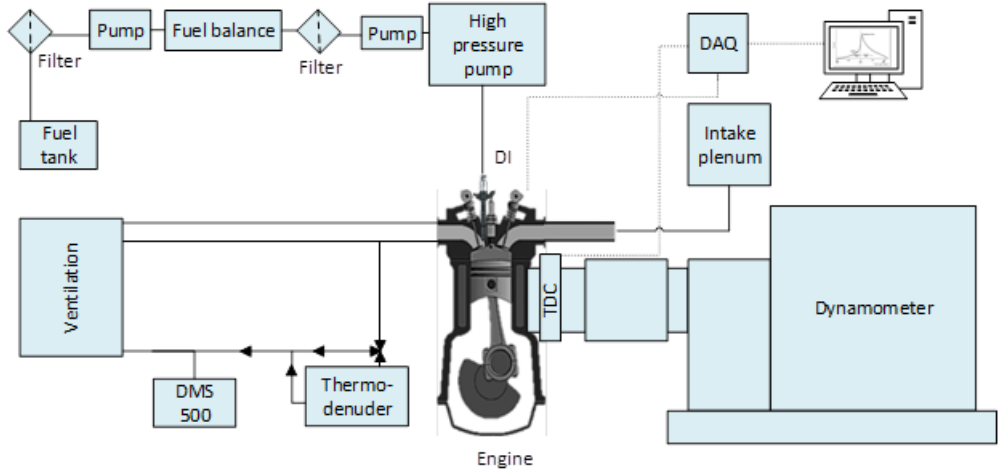 Pump
Fuel balance
Pump
High
pressure
pump
DAQ
Filter
Filter
Fuel
tank
Intake
plenum
DI
Ventilation
TDC
Dynamometer
DMS
500
Thermo-
denuder
Engine